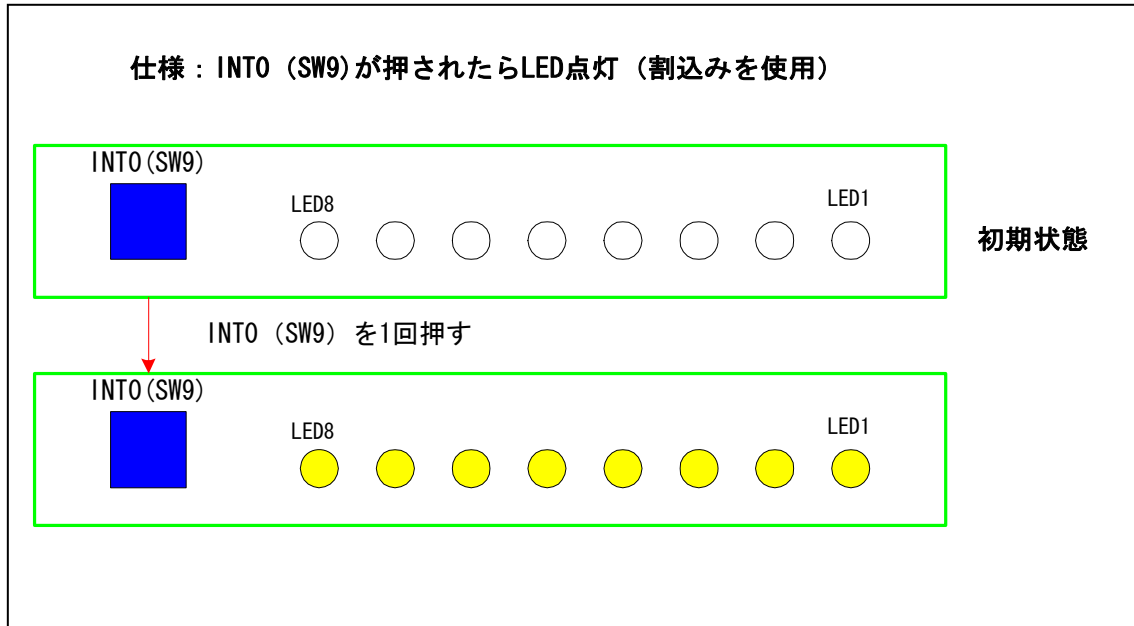 仕様：INT0（SW9)が押されたらLED点灯（割込みを使用）
INT0(SW9)
LED8
LED1
初期状態
INT0（SW9）を1回押す
INT0(SW9)
LED8
LED1